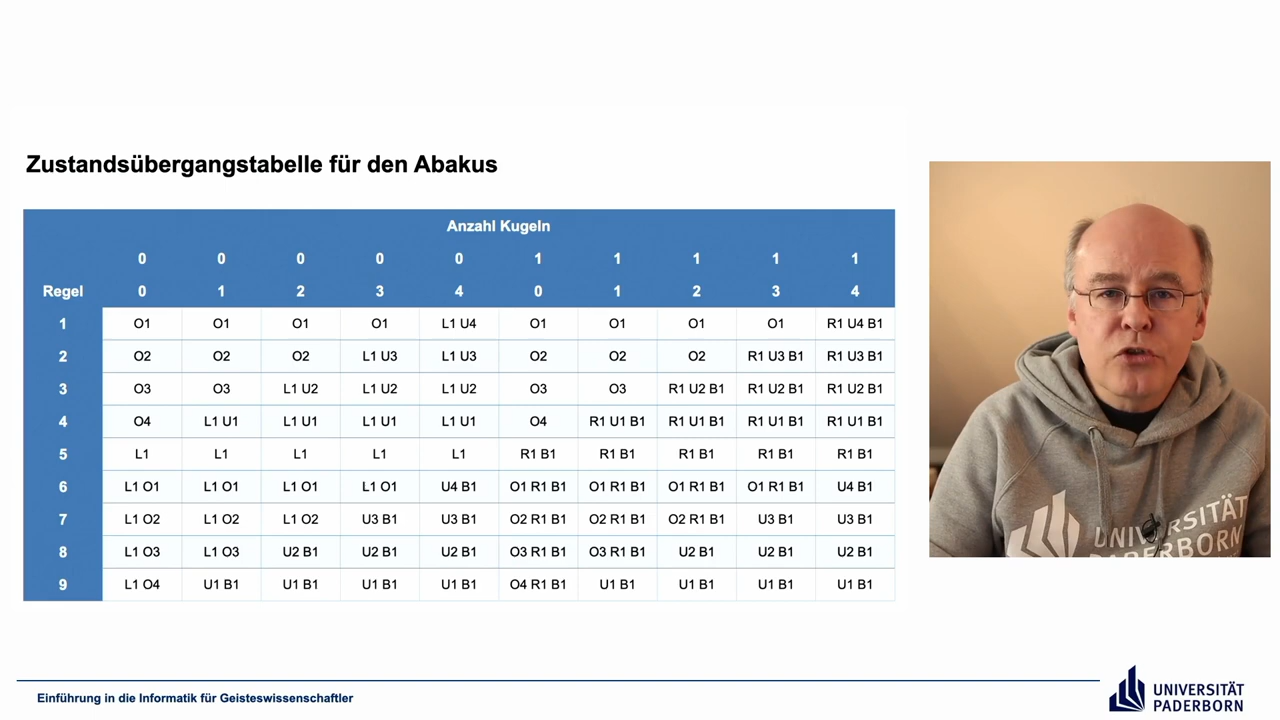 Zustandsübergangstabelle für den Abakus
Anzahl Kugeln
0 0 0 0 0 1 1 1 1 1
Regel 0 1 2 3 4 0 1 2 3 4
1 O1 O1 O1 O1 L1 U4 O1 O1 O1 O1 R1 U4 B1
2 O2 O2 O2 L1 U3 L1 U3 O2 O2 O2 R1 U3 B1 R1 U3 B1
3 O3 O3 L1 U2 L1 U2 L1 U2 O3 O3 R1 U2 B1 R1 U2 B1 R1 U2 B1
4 O4 L1 U1 L1 U1 L1 U1 L1 U1 O4 R1 U1 B1 R1 U1 B1 R1 U1 B1 R1 U1 B1
5 L1 L1 L1 L1 L1 R1 B1 R1 B1 R1 B1 R1 B1 R1 B1
6 L1 O1 L1 O1 L1 O1 L1 O1 U4 B1 O1 R1 B1 O1 R1 B1 O1 R1 B1 O1 R1 B1 U4 B1
7 L1 O2 L1 O2 L1 O2 U3 B1 U3 B1 O2 R1 B1 O2 R1 B1 O2 R1 B1 U3 B1 U3 B1
8 L1 O3 L1 O3 U2 B1 U2 B1 U2 B1 O3 R1 B1 O3 R1 B1 U2 B1 U2 B1 U2 B1
9 L1 O4 U1 B1 U1 B1 U1 B1 U1 B1 O4 R1 B1 U1 B1 U1 B1 U1 B1 U1 B1
UNIVERSITÄT
PADERBORN
Einführung in die Informatik für Geisteswissenschaftler
UNIVERSITÄT
PADERBORN